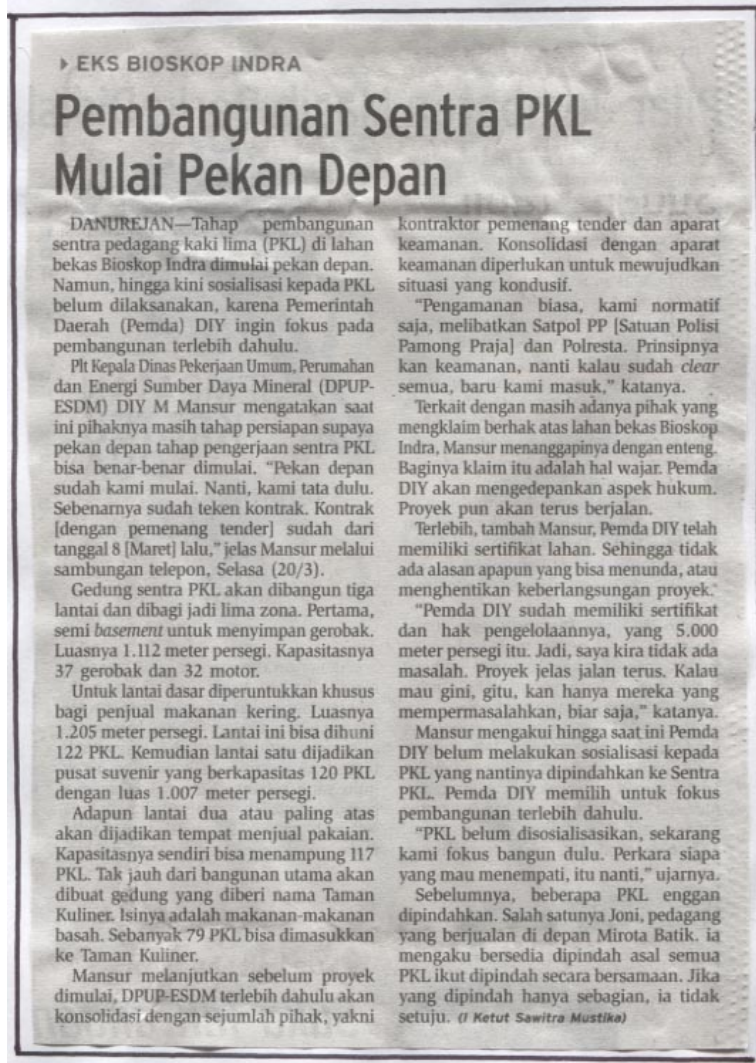 EKS BIOSKOP INDRA
Pembangunan Sentra PKL
Mulai Pekan Depan
DANUREJAN—Tahap pembangunan
sentra pedagang kaki lima (PKL) di lahan
bekas Bioskop Indra dimulai pekan depan.
Namun, hingga kini sosialisasi kepada PKL
belum dilaksanakan, karena Pemerintah
Daerah (Pemda) DIY ingin fokus pada
pembangunan terlebih dahulu.
Plt Kepala Dinas Pekerjaan Umum, Perumahan
dan Energi Sumber Daya Mineral (DPUP-
ESDM) DIY M Mansur mengatakan saat
ini pihaknya masih tahap persiapan supaya
pekan depan tahap pengerjaan sentra PKL
bisa benar-benar dimulai. “Pekan depan
sudah kami mulai. Nanti, kami tata dulu.
Sebenarnya sudah teken kontrak. Kontrak
[dengan pemenang tender] sudah dari
tanggal 8 [Maret] lalu,” jelas Mansur melalui
sambungan telepon, Selasa (20/3).
Gedung sentra PKL akan dibangun tiga
lantai dan dibagi jadi lima zona. Pertama,
semi basement untuk menyimpan gerobak.
Luasnya 1.112 meter persegi. Kapasitasnya
37 gerobak dan 32 motor.
Untuk lantai dasar diperuntukkan khusus
bagi penjual makanan kering. Luasnya
1.205 meter persegi. Lantai ini bisa dihuni
122 PKL. Kemudian lantai satu dijadikan
pusat suvenir yang berkapasitas 120 PKL
dengan luas 1.007 meter persegi.
Adapun lantai dua atau paling atas
akan dijadikan tempat menjual pakaian.
Kapasitasnya sendiri bisa menampung 117
PKL. Tak jauh dari bangunan utama akan
dibuat gedung yang diberi nama Taman
Kuliner. Isinya adalah makanan-makanan
basah. Sebanyak 79 PKL bisa dimasukkan
ke Taman Kuliner.
Mansur melanjutkan sebelum proyek
dimulai, DPUP-ESDM terlebih dahulu akan
konsolidasi dengan sejumlah pihak, yakni
kontraktor pemenang tender dan aparat
keamanan. Konsolidasi dengan aparat
keamanan diperlukan untuk mewujudkan
situasi yang kondusif.
“Pengamanan biasa, kami normatif
saja, melibatkan Satpol PP [Satuan Polisi
Pamong Praja] dan Polresta. Prinsipnya
kan keamanan, nanti kalau sudah clear
semua, baru kami masuk,” katanya.
Terkait dengan masih adanya pihak yang
mengklaim berhak atas lahan bekas Bioskop
Indra, Mansur menanggapinya dengan enteng.
Baginya klaim itu adalah hal wajar. Pemda
DIY akan mengedepankan aspek hukum.
Proyek pun akan terus berjalan.
Terlebih, tambah Mansur, Pemda DIY telah
memiliki sertifikat lahan. Sehingga tidak
ada alasan apapun yang bisa menunda, atau
menghentikan keberlangsungan proyek.
“Pemda DIY sudah memiliki sertifikat
dan hak pengelolaannya, yang 5.000
meter persegi itu. Jadi, saya kira tidak ada
masalah. Proyek jelas jalan terus. Kalau
mau gini, gitu, kan hanya mereka yang
mempermasalahkan, biar saja,” katanya.
Mansur mengakui hingga saat ini Pemda
DIY belum melakukan sosialisasi kepada
PKL yang nantinya dipindahkan ke Sentra
PKL. Pemda DIY memilih untuk fokus
pembangunan terlebih dahulu.
“PKL belum disosialisasikan, sekarang
kami fokus bangun dulu. Perkara siapa
yang mau menempati, itu nanti,” ujarnya.
Sebelumnya, beberapa PKL enggan
dipindahkan. Salah satunya Joni, pedagang
yang berjualan di depan Mirota Batik. ia
mengaku bersedia dipindah asal semua
PKL ikut dipindah secara bersamaan. Jika
yang dipindah hanya sebagian, ia tidak
setuju. (I Ketut Sawitra Mustika)